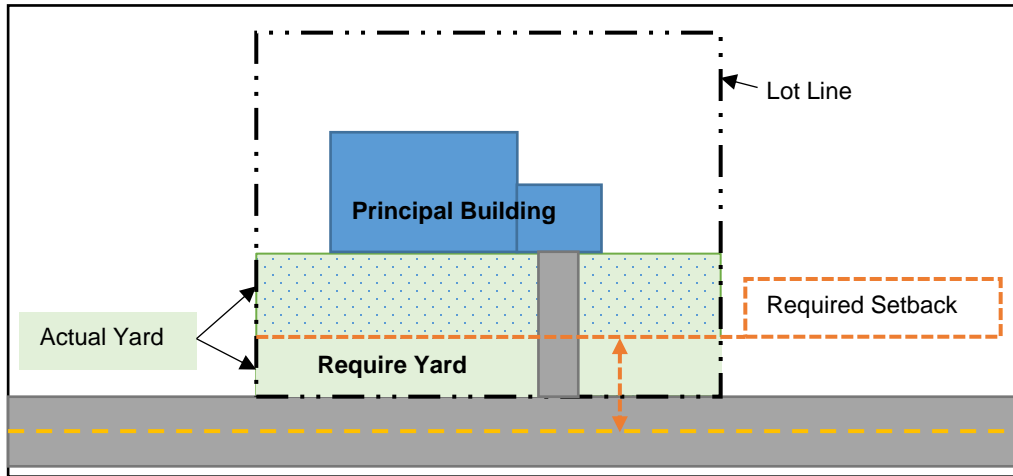 Lot Line
Principal Building
Required Setback
Actual Yard
Require Yard